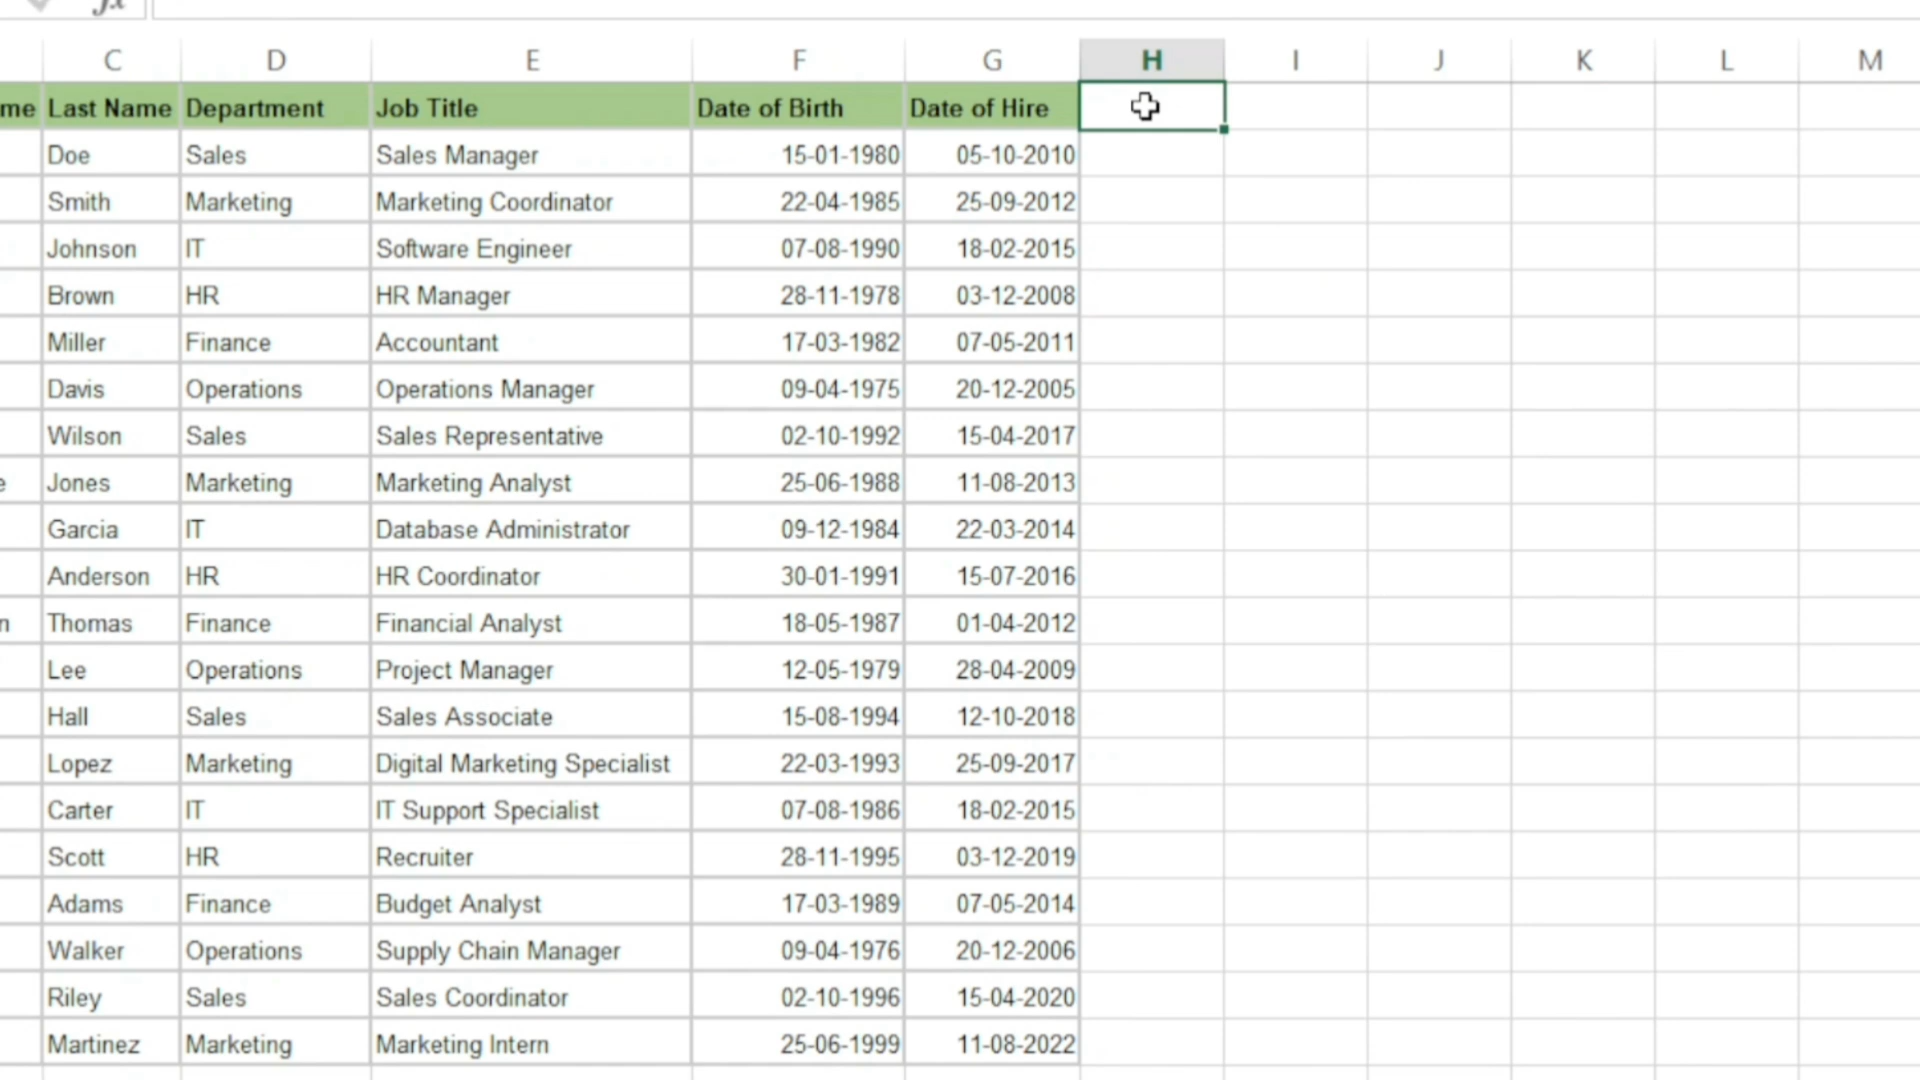 fx
C D E F G H I J K L M
me Last Name Department Job Title Date of Birth Date of Hire
Doe Sales Sales Manager 15-01-1980 05-10-2010
Smith Marketing Marketing Coordinator 22-04-1985 25-09-2012
Johnson IT Software Engineer 07-08-1990 18-02-2015
Brown HR HR Manager 28-11-1978 03-12-2008
Miller Finance Accountant 17-03-1982 07-05-2011
Davis Operations Operations Manager 09-04-1975 20-12-2005
Wilson Sales Sales Representative 02-10-1992 15-04-2017
e Jones Marketing Marketing Analyst 25-06-1988 11-08-2013
Garcia IT Database Administrator 09-12-1984 22-03-2014
Anderson HR HR Coordinator 30-01-1991 15-07-2016
n Thomas Finance Financial Analyst 18-05-1987 01-04-2012
Lee Operations Project Manager 12-05-1979 28-04-2009
Hall Sales Sales Associate 15-08-1994 12-10-2018
Lopez Marketing Digital Marketing Specialist 22-03-1993 25-09-2017
Carter IT IT Support Specialist 07-08-1986 18-02-2015
Scott HR Recruiter 28-11-1995 03-12-2019
Adams Finance Budget Analyst 17-03-1989 07-05-2014
Walker Operations Supply Chain Manager 09-04-1976 20-12-2006
Riley Sales Sales Coordinator 02-10-1996 15-04-2020
Martinez Marketing Marketing Intern 25-06-1999 11-08-2022